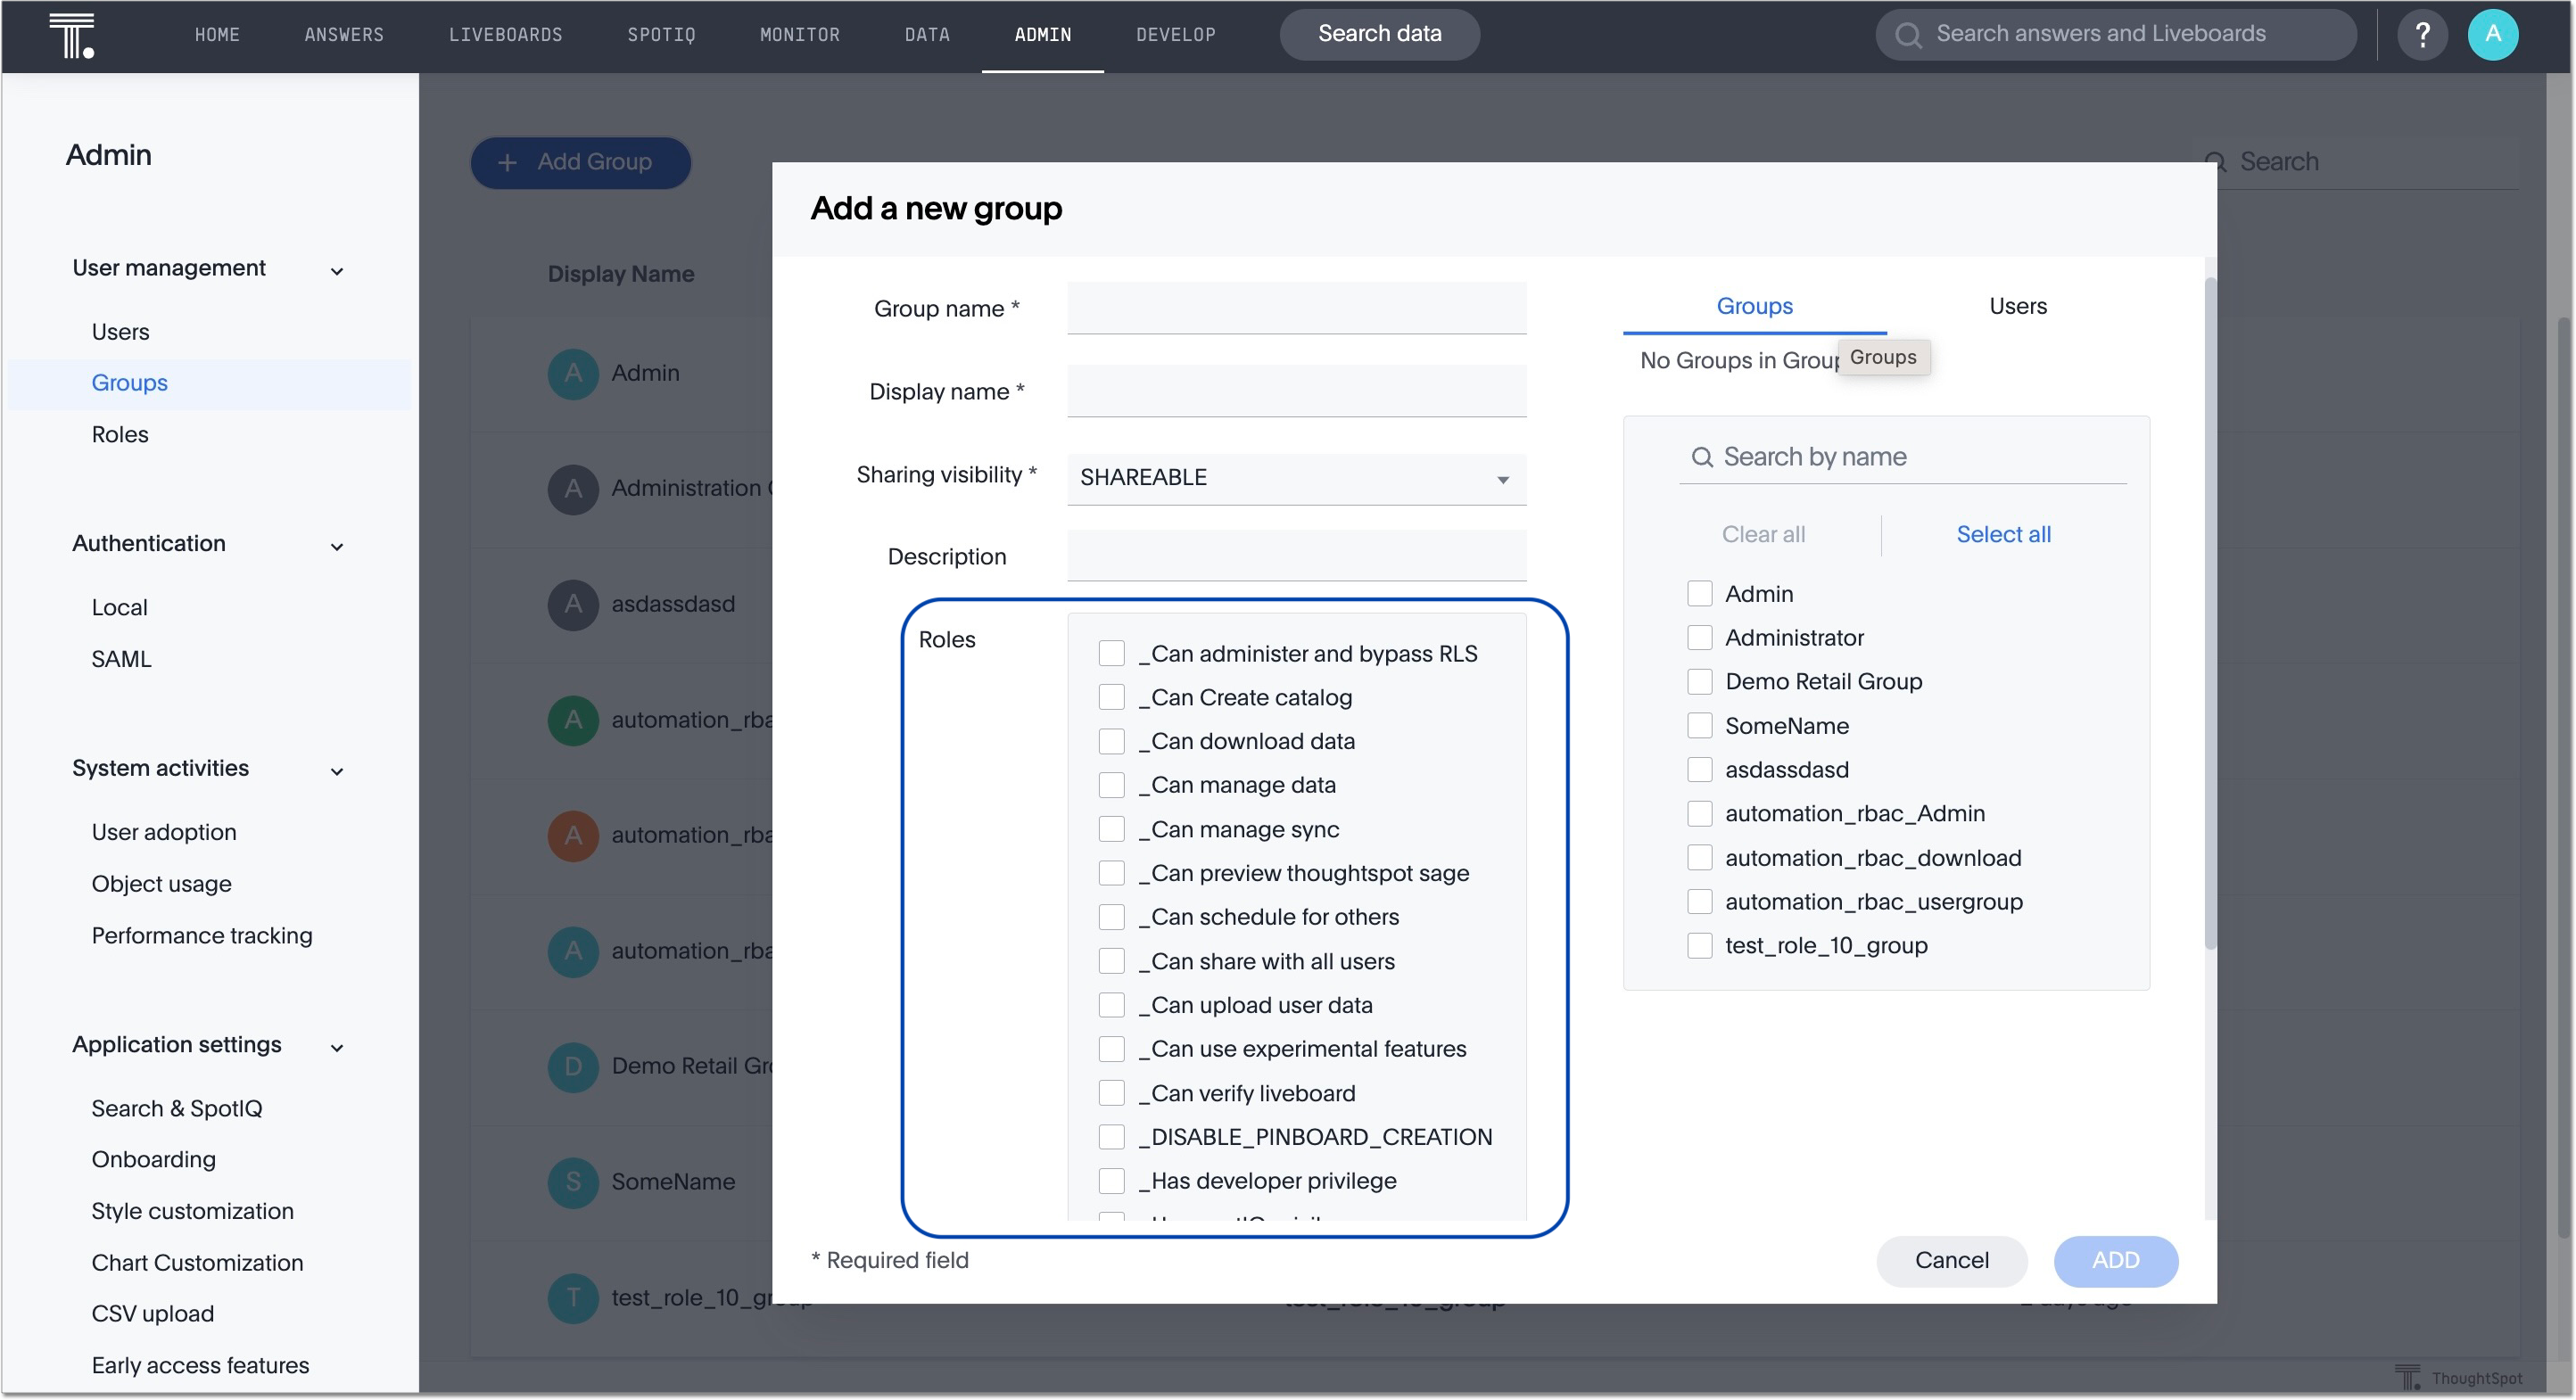 HOME ANSWERS LIVEBOARDS SPOTIQ MONITOR DATA ADMIN DEVELOP Search data Search answers and Liveboards ? A
Admin
User management
Users
Groups
Roles
Authentication
Local
SAML
System activities
User adoption
Object usage
Performance tracking
Application settings
Search & SpotIQ
Onboarding
Style customization
Chart Customization
CSV upload
Early access features
+ Add Group
Search
Display Name
A Admin
A Administration
A asdassdasd
A automation_rba
A automation_rba
A automation_rba
D Demo Retail Gr
S SomeName
T test_role_10_group test_role_10_group 2 days ago
Add a new group
Group name *
Display name *
Sharing visibility * SHAREABLE
Description
Roles
_Can administer and bypass RLS
_Can Create catalog
_Can download data
_Can manage data
_Can manage sync
_Can preview thoughtspot sage
_Can schedule for others
_Can share with all users
_Can upload user data
_Can use experimental features
_Can verify liveboard
_DISABLE_PINBOARD_CREATION
_Has developer privilege
* Required field
Groups Users
No Groups in Group
Groups
Search by name
Clear all Select all
Admin
Administrator
Demo Retail Group
SomeName
asdassdasd
automation_rbac_Admin
automation_rbac_download
automation_rbac_usergroup
test_role_10_group
Cancel ADD
ThoughtSpot